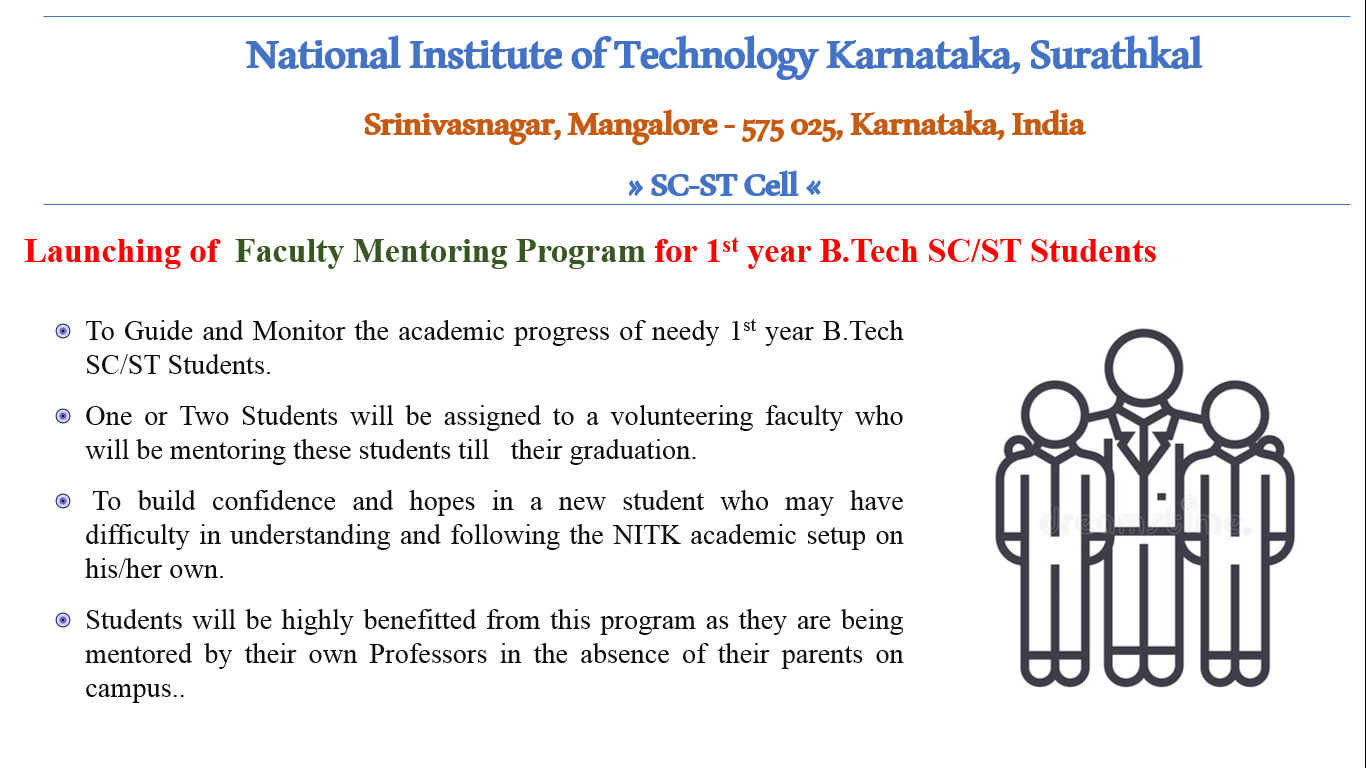 National Institute of Technology Karnataka, Surathkal
Srinivasnagar, Mangalore - 575 025, Karnataka, India
» SC-ST Cell «
Launching of Faculty Mentoring Program for 1st year B.Tech SC/ST Students
To Guide and Monitor the academic progress of needy 1st year B.Tech
SC/ST Students.
One or Two Students will be assigned to a volunteering faculty who
will be mentoring these students till their graduation.
To build confidence and hopes in a new student who may have
difficulty in understanding and following the NITK academic setup on
his/her own.
Students will be highly benefitted from this program as they are being
mentored by their own Professors in the absence of their parents on
campus..
dreamstime.